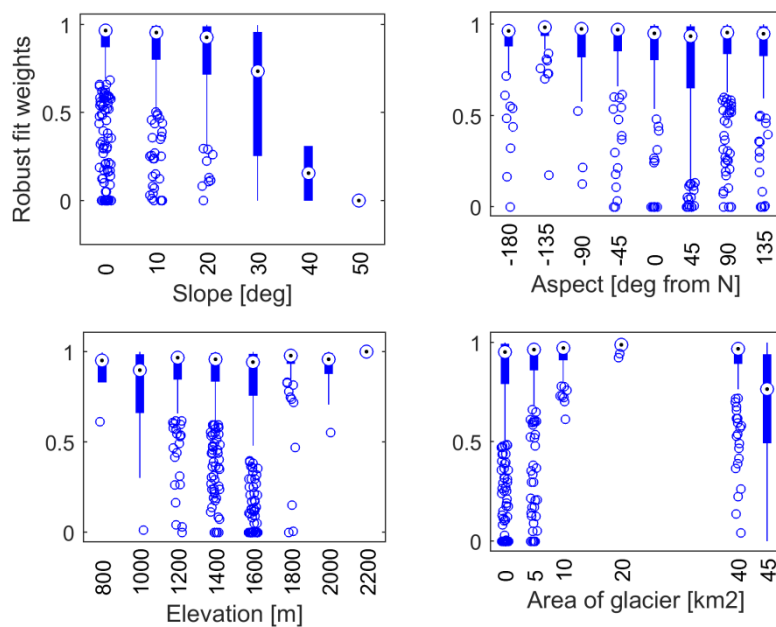 Robust fit weights
1
0.5
0
0 10 20 30 40 50
Slope [deg]
1
0.5
0
-180 -135 -90 -45 0 45 90 135
Aspect [deg from N]
1
0.5
0
800 1000 1200 1400 1600 1800 2000 2200
Elevation [m]
1
0.5
0
0 5 10 20 40 45
Area of glacier [km2]